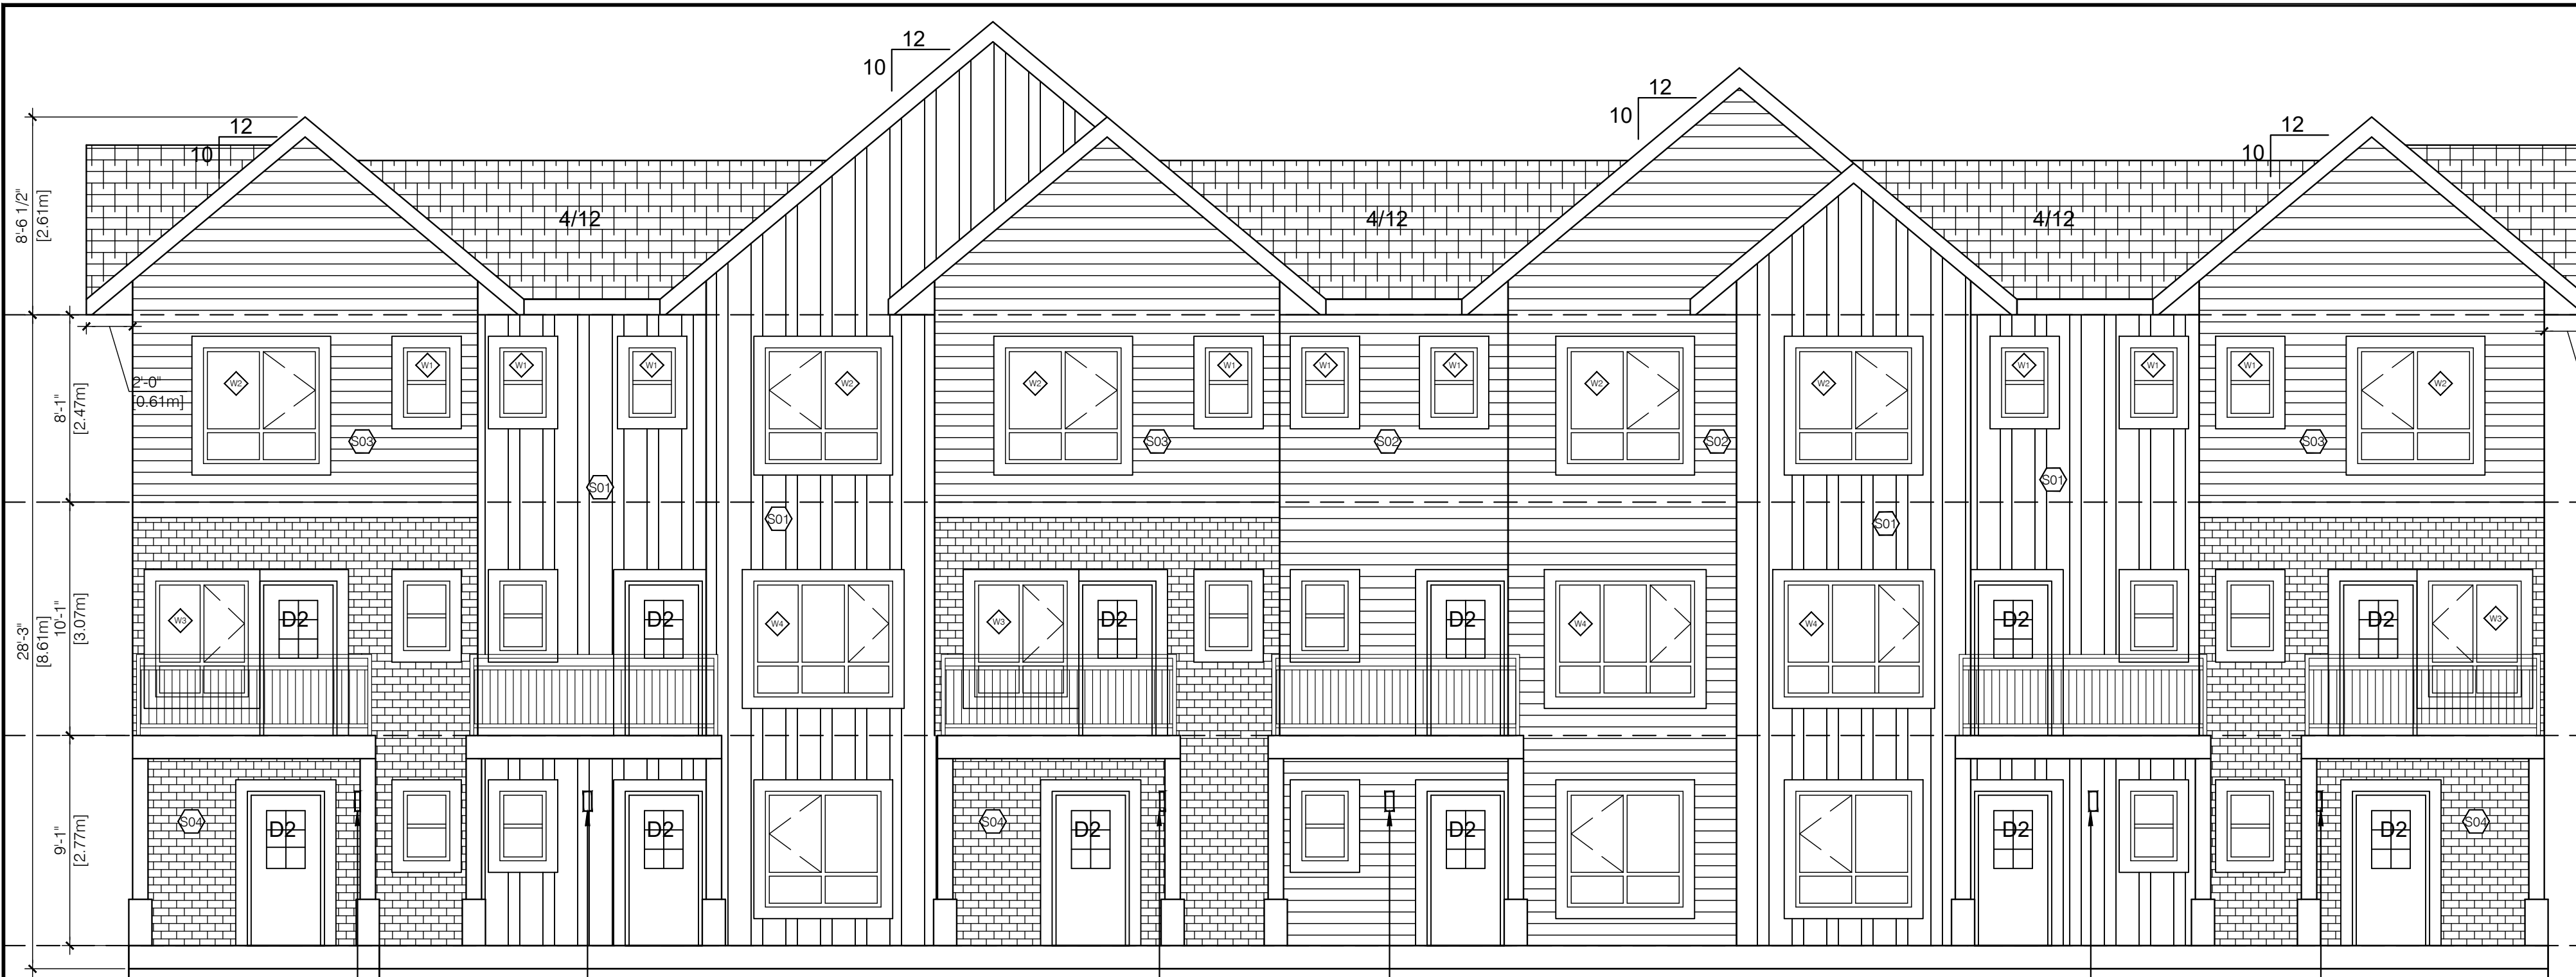 12
10
12
10
12
10
12
10
4/12
4/12
4/12
8'-6 1/2"
[2.61m]
8'-1"
[2.47m]
2'-0"
[0.61m]
28'-3"
[8.61m]
10'-1"
[3.07m]
9'-1"
[2.77m]
W2 W1 W1 W1 W2 W2 W1 W1 W1 W2 W2 W1 W1 W1 W2
S03 S03 S02 S02 S03
S01 S01
S01 S01
W3 D2 D2 W4 W3 D2 D2 W4 W4 D2 D2 W3
S04 D2 D2 S04 D2 D2 D2 D2 S04